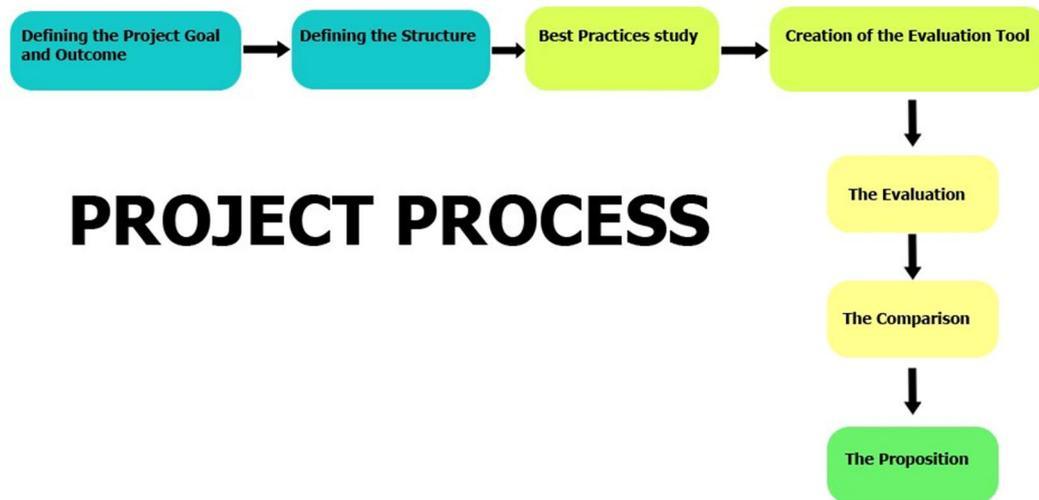 Defining the Project Goal
and Outcome
Defining the Structure
Best Practices study
Creation of the Evaluation Tool
The Evaluation
PROJECT PROCESS
The Comparison
The Proposition